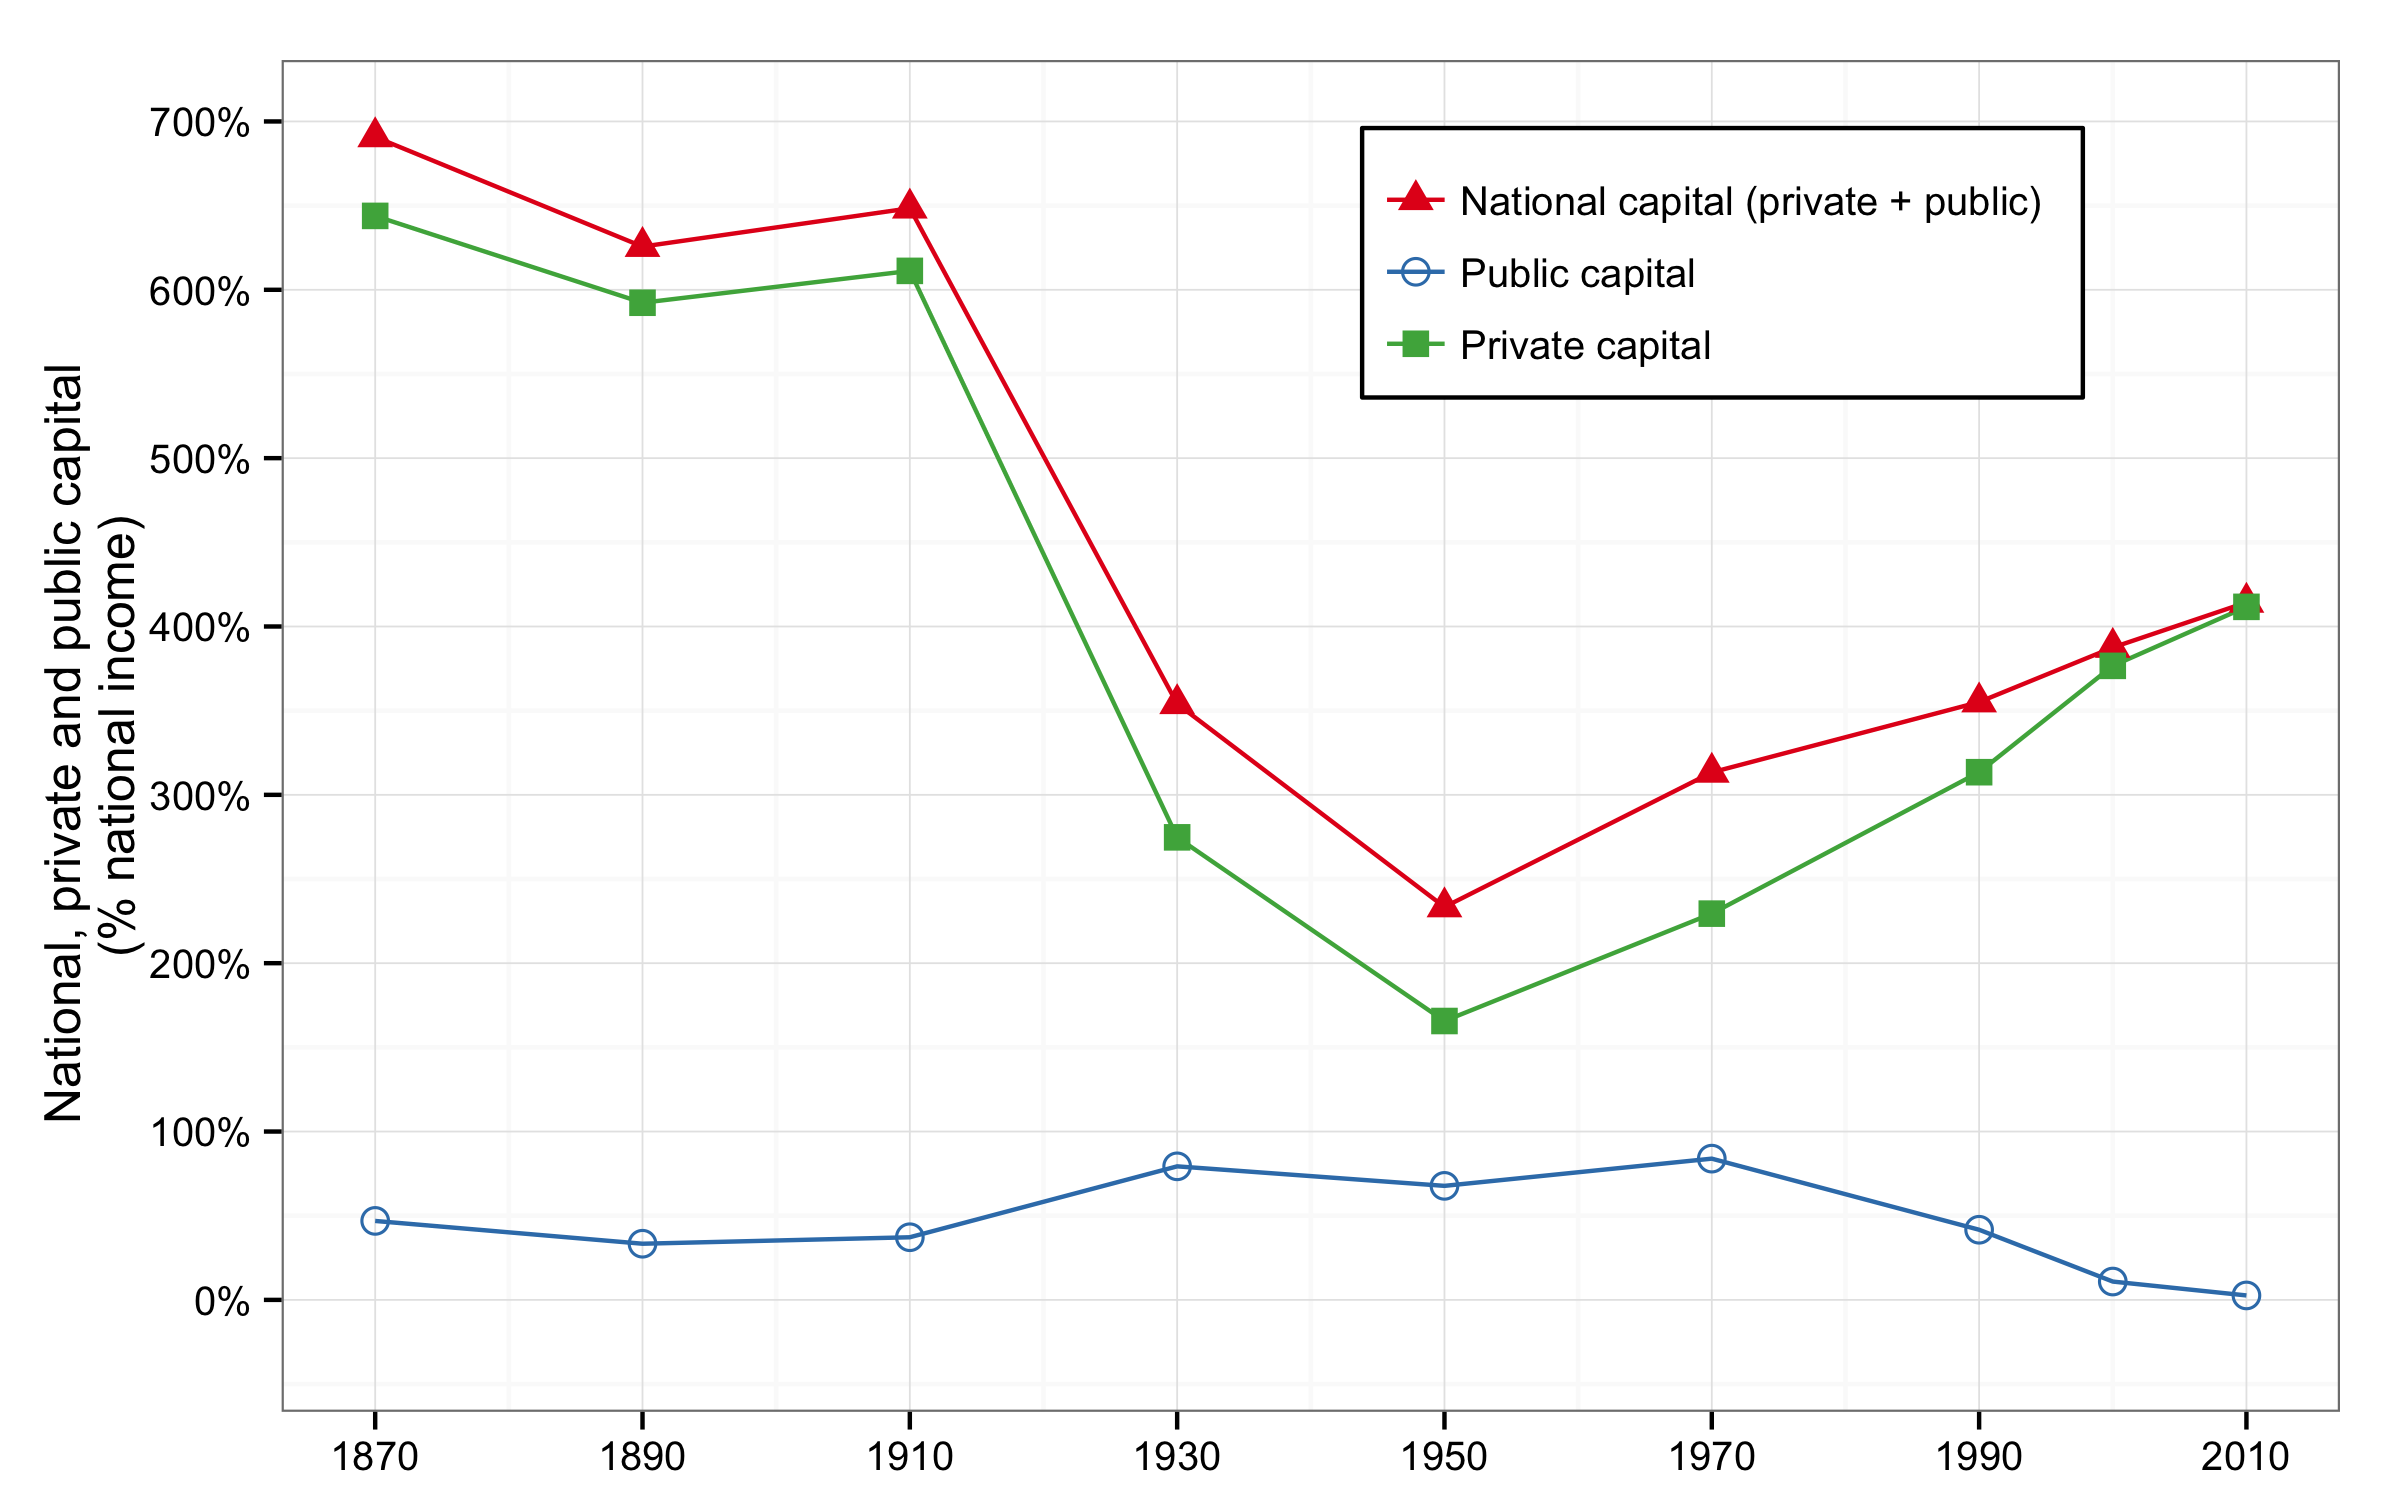 National, private and public capital
(% national income)
700%
600%
500%
400%
300%
200%
100%
0%
National capital (private + public)
Public capital
Private capital
1870 1890 1910 1930 1950 1970 1990 2010